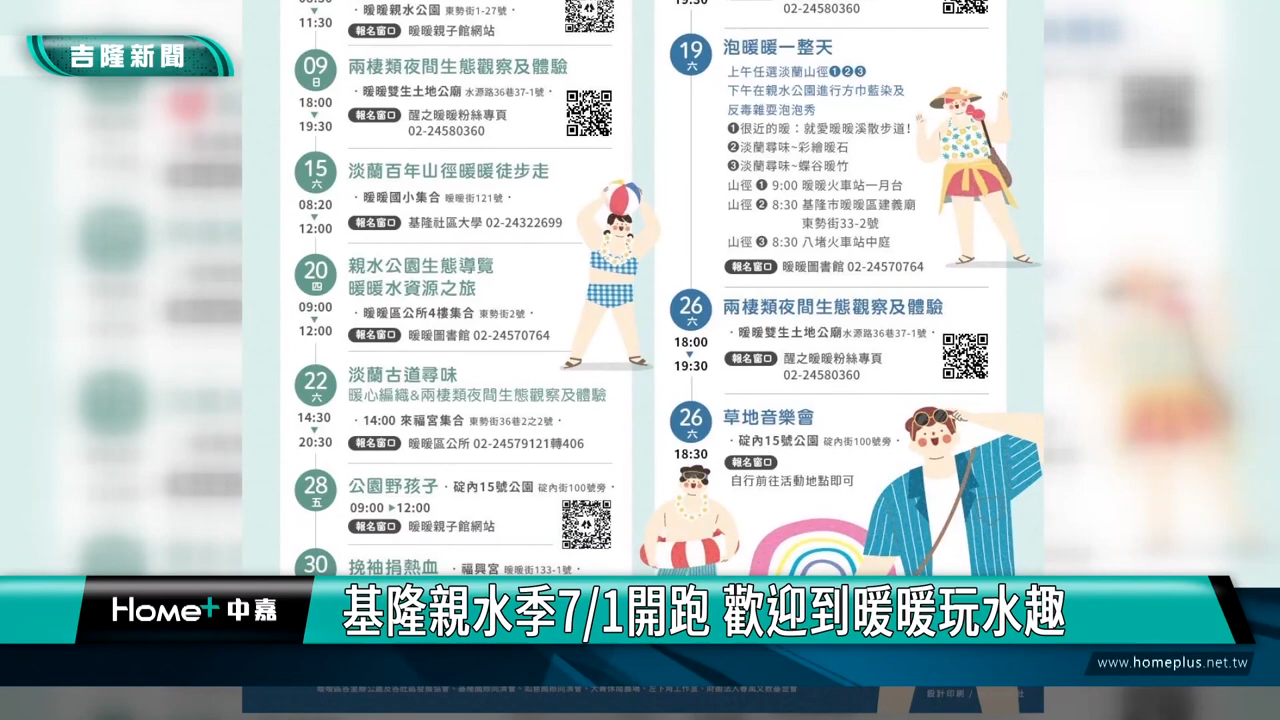 吉隆新聞
11:30
・暖暖親水公園 東勢街1-27號・
報名窗口 暖暖親子館網站
09 日
18:00
19:30
兩棲類夜間生態觀察及體驗
・暖暖雙生土地公廟 水源路36巷37-1號・
報名窗口 醒之暖暖粉絲專頁
02-24580360
15 六
08:20
12:00
淡蘭百年山徑暖暖徒步走
・暖暖國小集合 暖暖街121號・
報名窗口 基隆社區大學 02-24322699
20 四
09:00
12:00
親水公園生態導覽
暖暖水資源之旅
・暖暖區公所4樓集合 東勢街2號・
報名窗口 暖暖圖書館 02-24570764
22 六
14:30
20:30
淡蘭古道尋味
暖心編織&兩棲類夜間生態觀察及體驗
・14:00 來福宮集合 東勢街36巷2之2號・
報名窗口 暖暖區公所 02-24579121轉406
28 五
公園野孩子・碇內15號公園 碇內街100號旁・
09:00 ▶12:00
報名窗口 暖暖親子館網站
30
挽袖捐熱血 ・福興宮 暖暖街133-1號・
19:30
02-24580360
19 六
泡暖暖一整天
上午任選淡蘭山徑❶❷❸
下午在親水公園進行方巾藍染及
反毒雜耍泡泡秀
❶很近的暖：就愛暖暖溪散步道!
❷淡蘭尋味~彩繪暖石
❸淡蘭尋味~蝶谷暖竹
山徑 ❶ 9:00 暖暖火車站一月台
山徑 ❷ 8:30 基隆市暖暖區建義廟
東勢街33-2號
山徑 ❸ 8:30 八堵火車站中庭
報名窗口 暖暖圖書館 02-24570764
26 六
18:00
19:30
兩棲類夜間生態觀察及體驗
・暖暖雙生土地公廟水源路36巷37-1號・
報名窗口 醒之暖暖粉絲專頁
02-24580360
26 六
18:30
草地音樂會
・碇內15號公園 碇內街100號旁・
報名窗口
自行前往活動地點即可
Home+中嘉
基隆親水季7/1開跑 歡迎到暖暖玩水趣
www.homeplus.net.tw
設計印刷 /